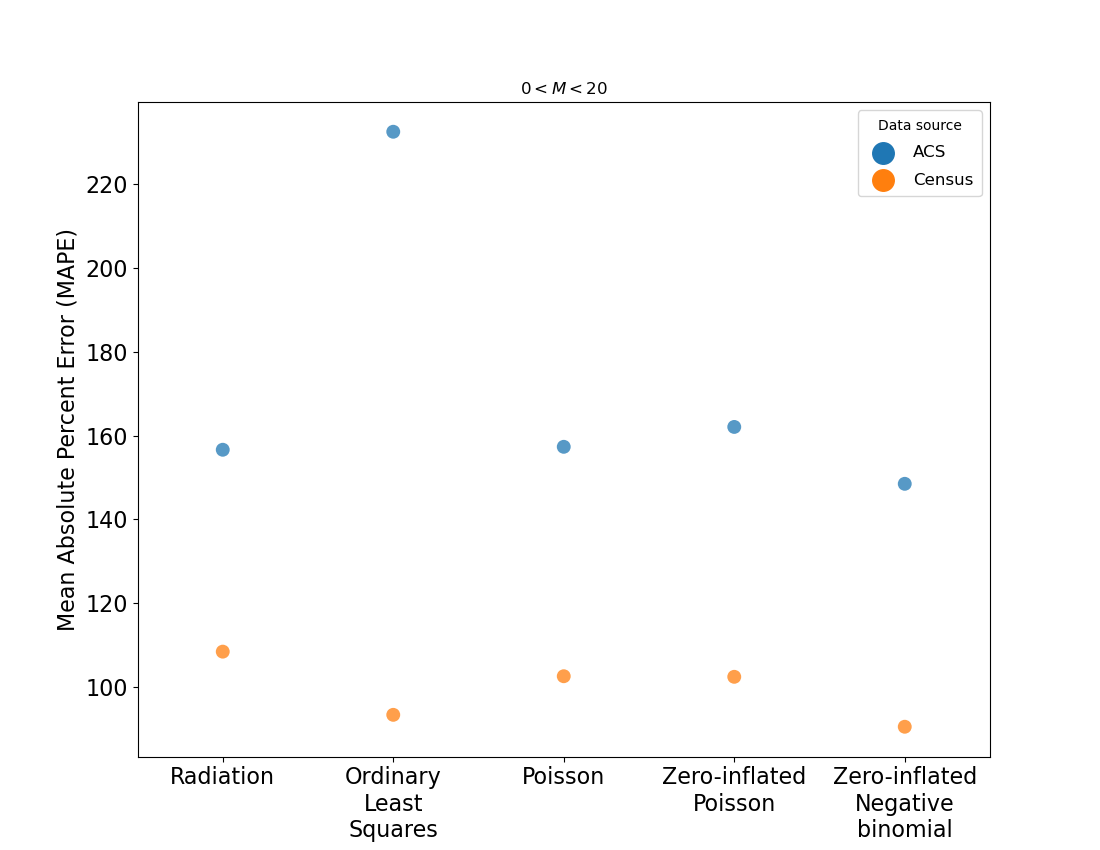 0 < M < 20
Data source
ACS
Census
Mean Absolute Percent Error (MAPE)
220
200
180
160
140
120
100
Radiation
Ordinary
Least
Squares
Poisson
Zero-inflated
Poisson
Zero-inflated
Negative
binomial